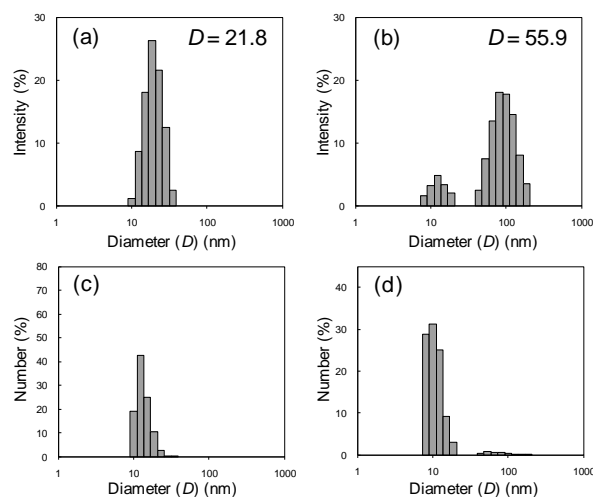 (a) D = 21.8
30
20
10
0
Intensity (%)
1 10 100 1000
Diameter (D) (nm)
(b) D = 55.9
30
20
10
0
Intensity (%)
1 10 100 1000
Diameter (D) (nm)
(c)
80
70
60
50
40
30
20
10
0
Number (%)
1 10 100 1000
Diameter (D) (nm)
(d)
40
30
20
10
0
Number (%)
1 10 100 1000
Diameter (D) (nm)